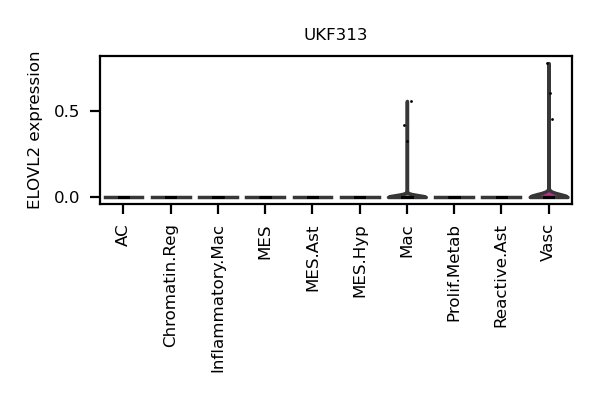 UKF313
ELOVL2 expression
0.5
0.0
AC
Chromatin.Reg
Inflammatory.Mac
MES
MES.Ast
MES.Hyp
Mac
Prolif.Metab
Reactive.Ast
Vasc